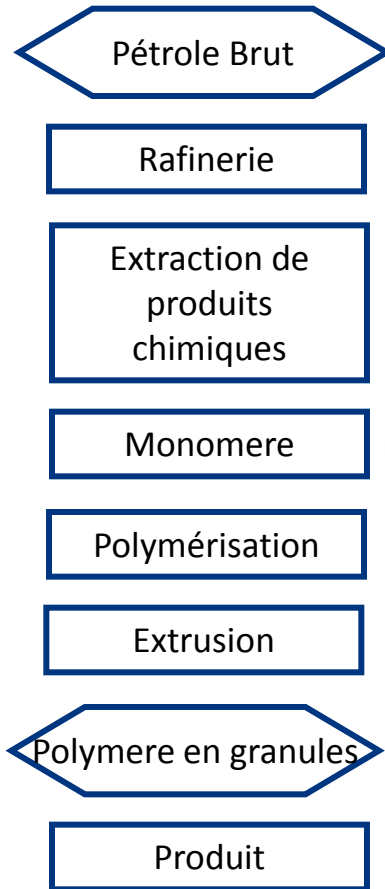 Pétrole Brut
Rafinerie
Extraction de
produits
chimiques
Monomere
Polymérisation
Extrusion
Polymere en granules
Produit